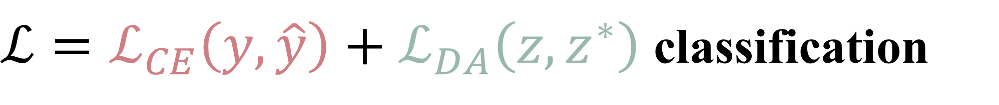 ℒ = ℒ_CE(y, ŷ) + ℒ_DA(z, z*) classification